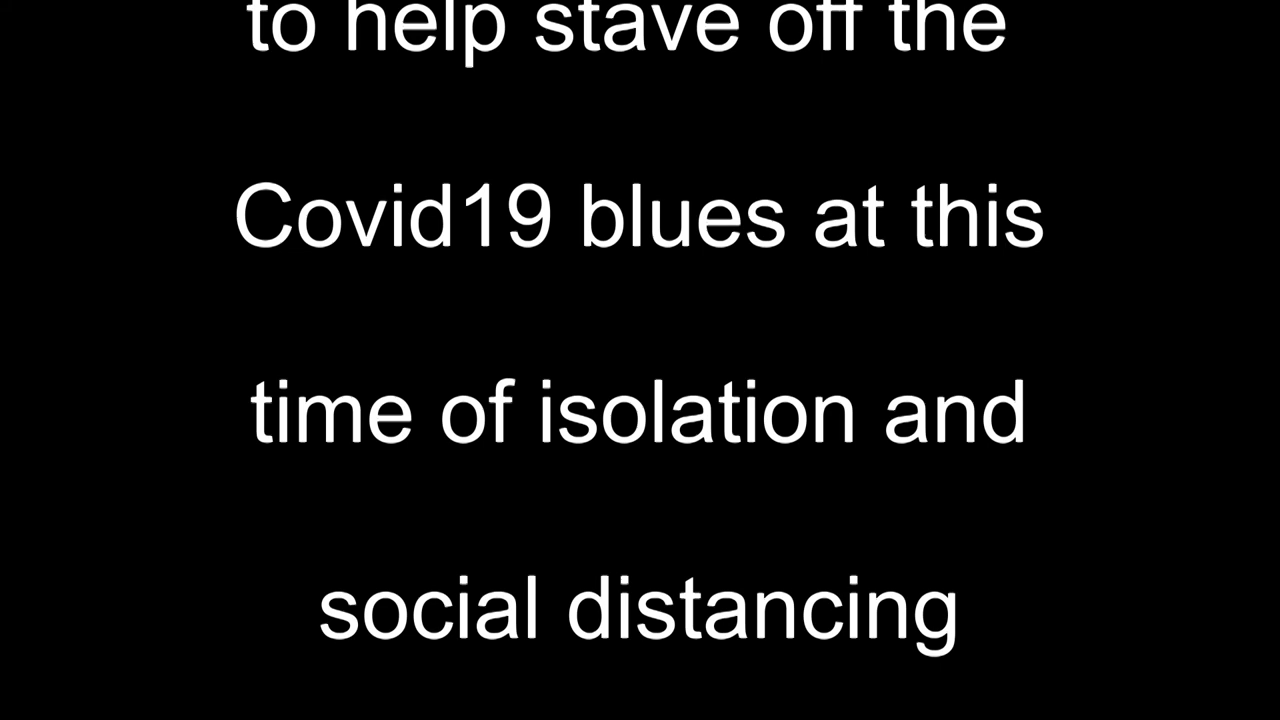 to help stave off the
Covid19 blues at this
time of isolation and
social distancing